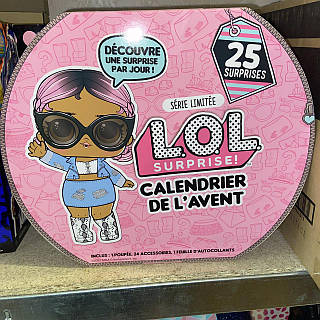 DÉCOUVRE
UNE SURPRISE
PAR JOUR !
25
SURPRISES
SÉRIE LIMITÉE
L.O.L.
SURPRISE!
CALENDRIER
DE L'AVENT
INCLUS : 1 POUPÉE, 24 ACCESSOIRES, 1 FEUILLE D'AUTOCOLLANTS